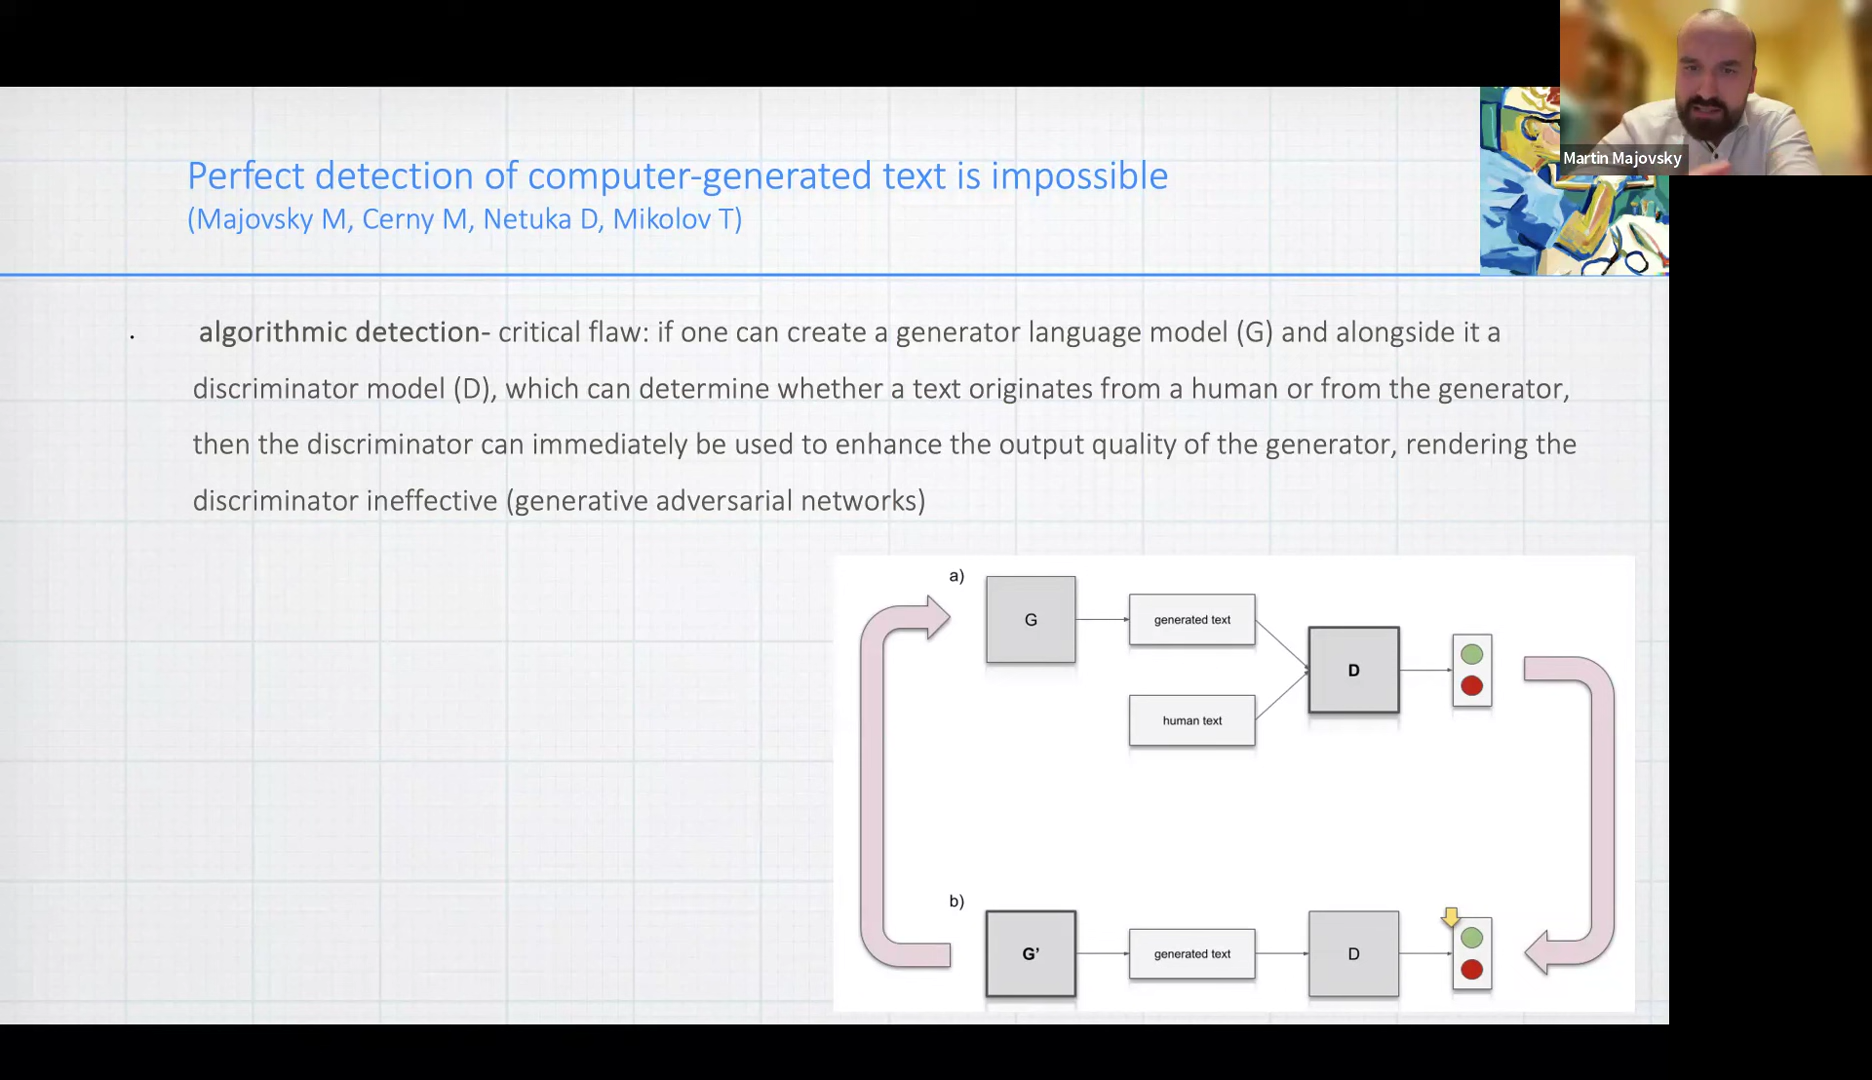 Martin Majovsky
Perfect detection of computer-generated text is impossible
(Majovsky M, Cerny M, Netuka D, Mikolov T)
· algorithmic detection- critical flaw: if one can create a generator language model (G) and alongside it a
discriminator model (D), which can determine whether a text originates from a human or from the generator,
then the discriminator can immediately be used to enhance the output quality of the generator, rendering the
discriminator ineffective (generative adversarial networks)
a)
G
generated text
D
human text
b)
G’
generated text
D